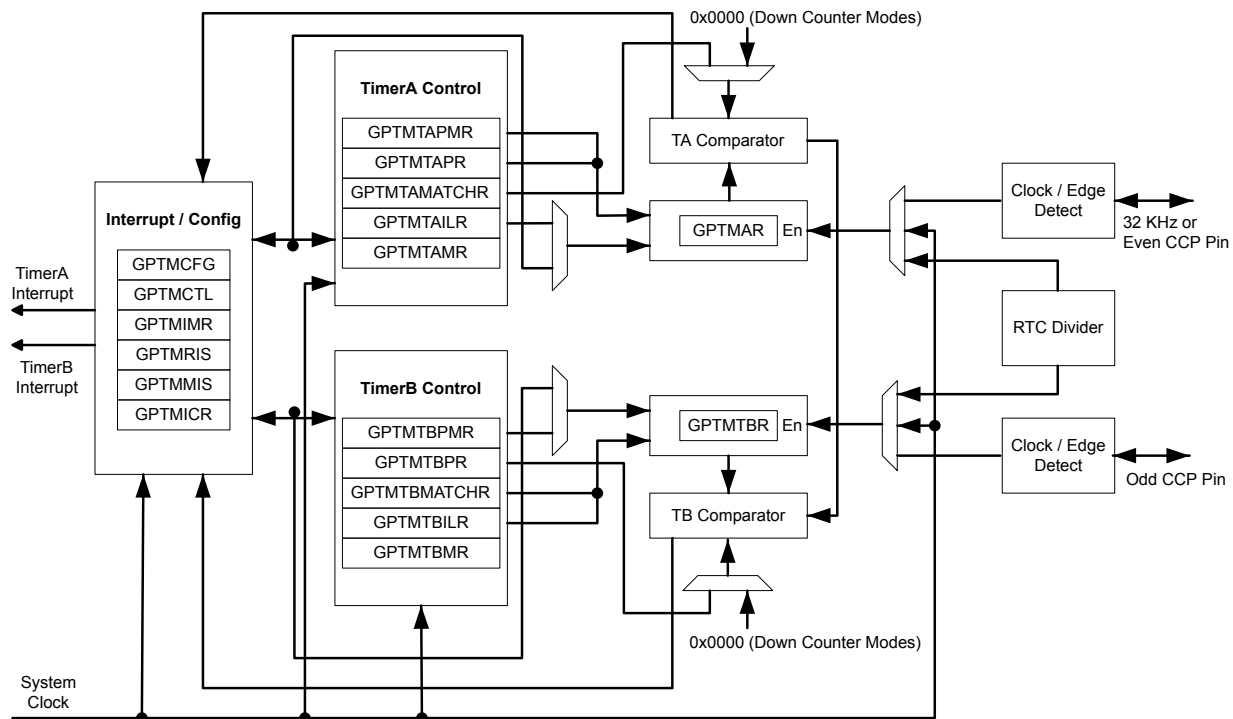 0x0000 (Down Counter Modes)
TimerA Control
GPTMTAPMR
GPTMTAPR
GPTMTAMATCHR
GPTMTAILR
GPTMTAMR
TA Comparator
GPTMAR
En
Clock / Edge
Detect
32 KHz or
Even CCP Pin
Interrupt / Config
GPTMCFG
GPTMCTL
GPTMIMR
GPTMRIS
GPTMMIS
GPTMICR
TimerA
Interrupt
TimerB
Interrupt
RTC Divider
TimerB Control
GPTMTBPMR
GPTMTBPR
GPTMTBMATCHR
GPTMTBILR
GPTMTBMR
GPTMTBR
En
TB Comparator
Clock / Edge
Detect
Odd CCP Pin
0x0000 (Down Counter Modes)
System
Clock